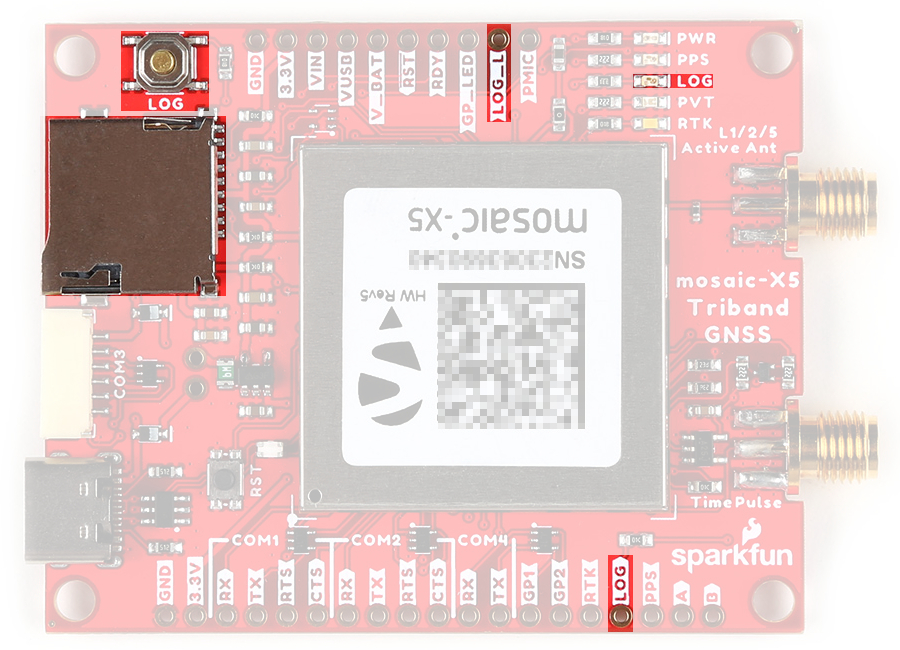 PWR
PPS
LOG
PVT
RTK
LOG
GND
3.3V
VIN
VUSB
V_BAT
RST
RDY
GP_LED
LOG_L
PMIC
L1/2/5
Active Ant
mosaic-X5
HW Rev5
mosaic-X5
Triband
GNSS
COM3
RST
TimePulse
COM1
COM2
COM4
sparkfun
GND
3.3V
RX
TX
RTS
CTS
RX
TX
RTS
CTS
RX
TX
GP1
GP2
RTK
LOG
PPS
A
B